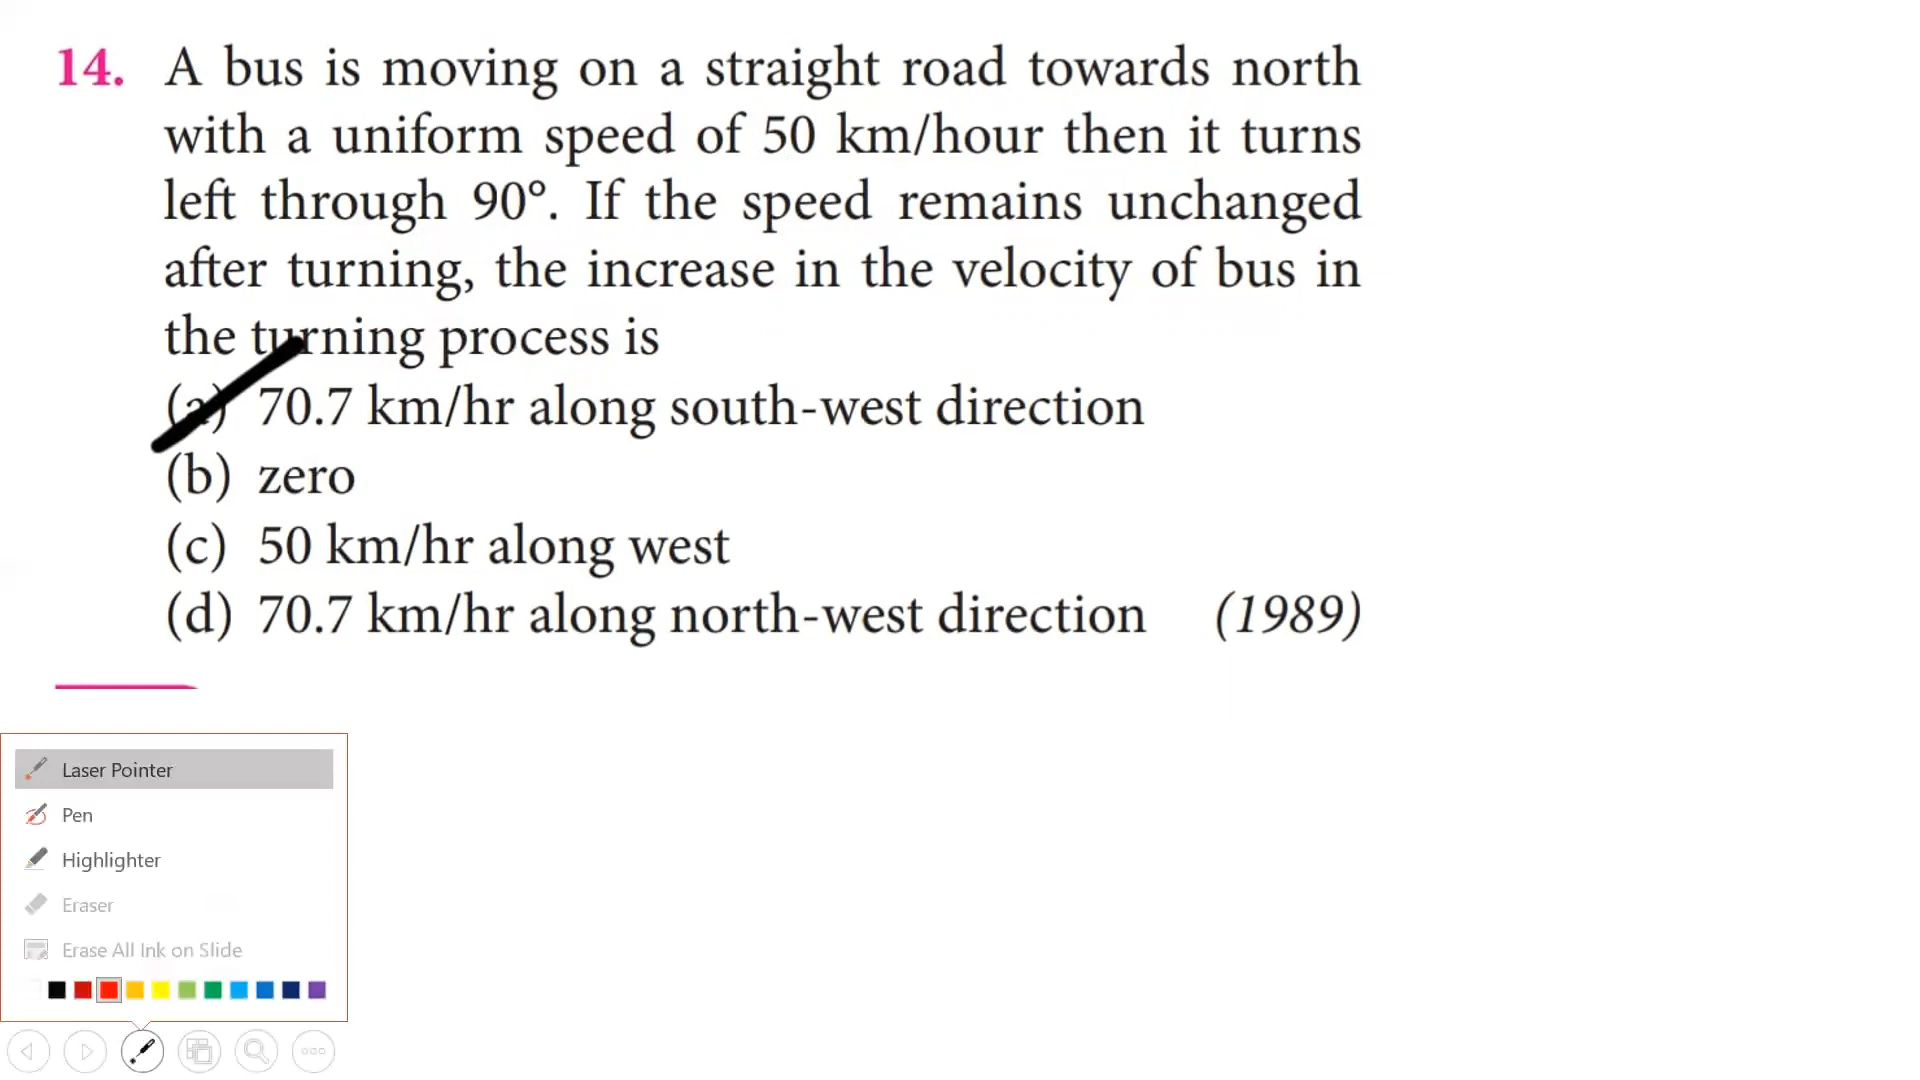 14. A bus is moving on a straight road towards north
with a uniform speed of 50 km/hour then it turns
left through 90°. If the speed remains unchanged
after turning, the increase in the velocity of bus in
the turning process is
(a) 70.7 km/hr along south-west direction
(b) zero
(c) 50 km/hr along west
(d) 70.7 km/hr along north-west direction (1989)
Laser Pointer
Pen
Highlighter
Eraser
Erase All Ink on Slide